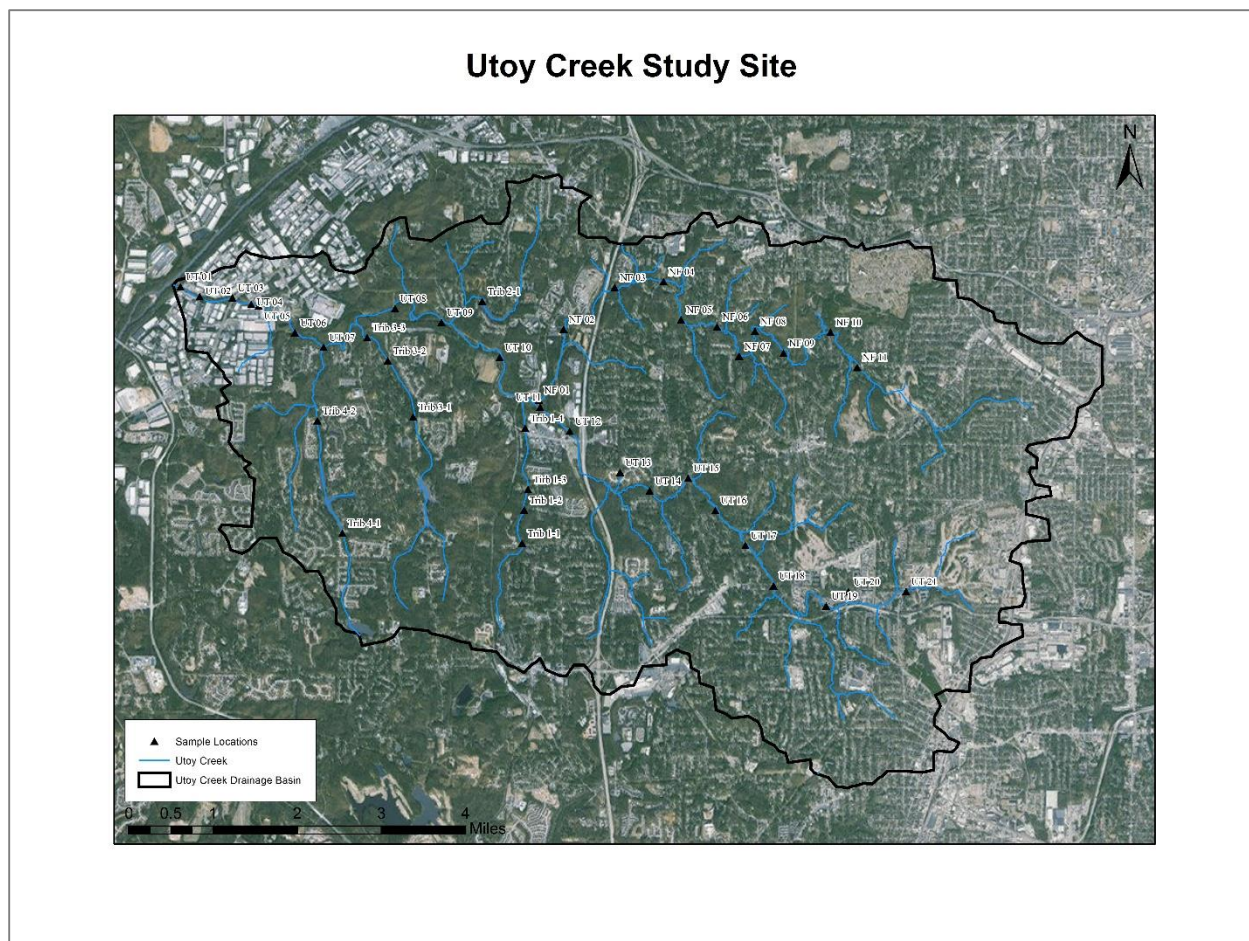 Utoy Creek Study Site
N
UT 01
UT 02
UT 03
UT 04
UT 05
UT 06
UT 07
UT 08
UT 09
Trib 2-1
Trib 3-3
Trib 3-2
UT 10
NF 02
NF 03
NF 04
NF 05
NF 06
NF 08
NF 07
NF 09
NF 10
NF 11
Trib 4-2
Trib 3-1
UT 11
NF 01
Trib 1-4
UT 12
UT 13
UT 14
UT 15
Trib 1-3
Trib 1-2
UT 16
Trib 4-1
Trib 1-1
UT 17
UT 18
UT 19
UT 20
UT 21
Sample Locations
Utoy Creek
Utoy Creek Drainage Basin
0 0.5 1 2 3 4
Miles